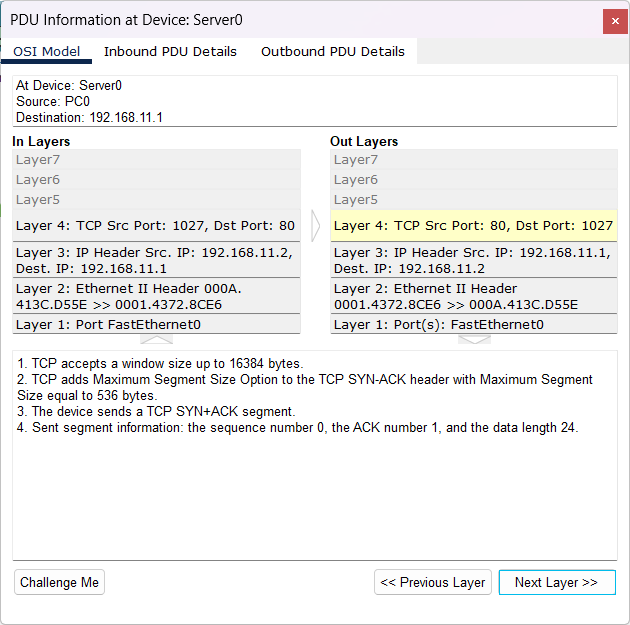 PDU Information at Device: Server0
OSI Model Inbound PDU Details Outbound PDU Details
At Device: Server0
Source: PC0
Destination: 192.168.11.1
In Layers
Layer7
Layer6
Layer5
Layer 4: TCP Src Port: 1027, Dst Port: 80
Layer 3: IP Header Src. IP: 192.168.11.2,
Dest. IP: 192.168.11.1
Layer 2: Ethernet II Header 000A.
413C.D55E >> 0001.4372.8CE6
Layer 1: Port FastEthernet0
Out Layers
Layer7
Layer6
Layer5
Layer 4: TCP Src Port: 80, Dst Port: 1027
Layer 3: IP Header Src. IP: 192.168.11.1,
Dest. IP: 192.168.11.2
Layer 2: Ethernet II Header
0001.4372.8CE6 >> 000A.413C.D55E
Layer 1: Port(s): FastEthernet0
1. TCP accepts a window size up to 16384 bytes.
2. TCP adds Maximum Segment Size Option to the TCP SYN-ACK header with Maximum Segment
Size equal to 536 bytes.
3. The device sends a TCP SYN+ACK segment.
4. Sent segment information: the sequence number 0, the ACK number 1, and the data length 24.
Challenge Me
<< Previous Layer
Next Layer >>